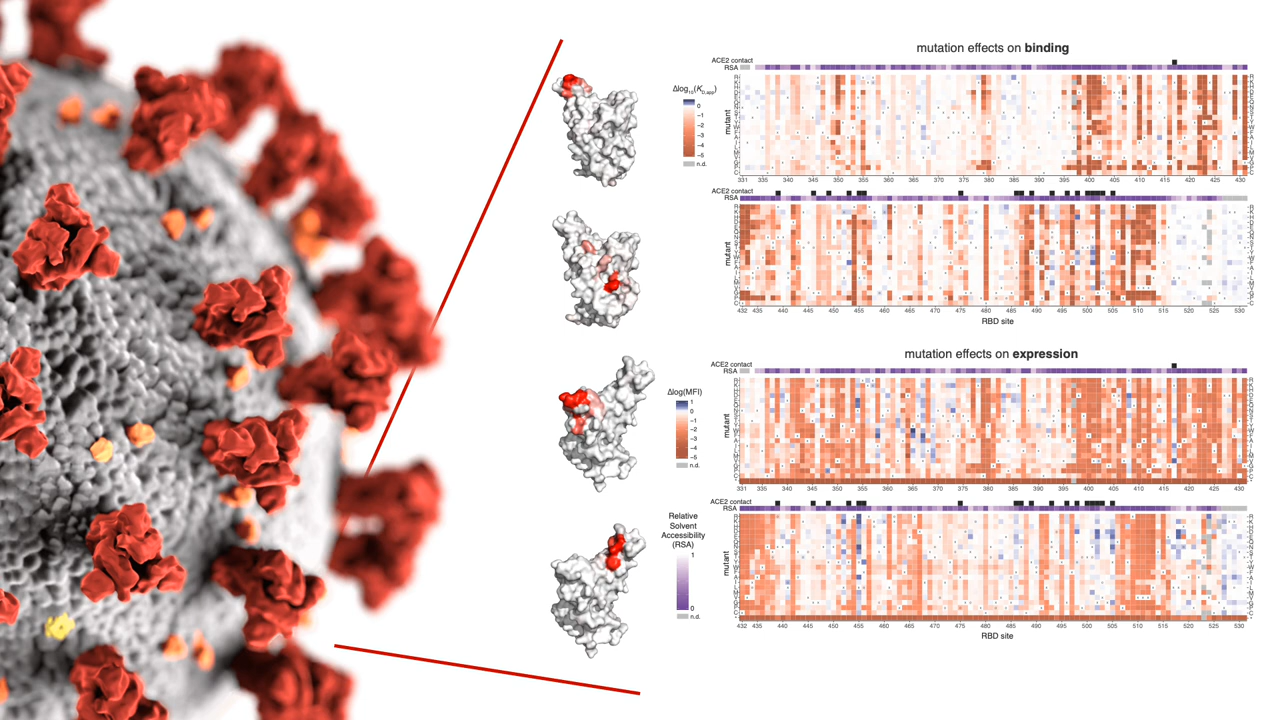 mutation effects on binding
ACE2 contact
RSA
Δlog10(KD,app)
0
−1
−2
−3
−4
−5
n.d.
mutant
331 335 340 345 350 355 360 365 370 375 380 385 390 395 400 405 410 415 420 425 430
ACE2 contact
RSA
mutant
432 435 440 445 450 455 460 465 470 475 480 485 490 495 500 505 510 515 520 525 530
RBD site
mutation effects on expression
ACE2 contact
RSA
Δlog(MFI)
1
0
−1
−2
−3
−4
−5
n.d.
mutant
331 335 340 345 350 355 360 365 370 375 380 385 390 395 400 405 410 415 420 425 430
ACE2 contact
RSA
Relative
Solvent
Accessibility
(RSA)
1
0
n.d.
mutant
432 435 440 445 450 455 460 465 470 475 480 485 490 495 500 505 510 515 520 525 530
RBD site